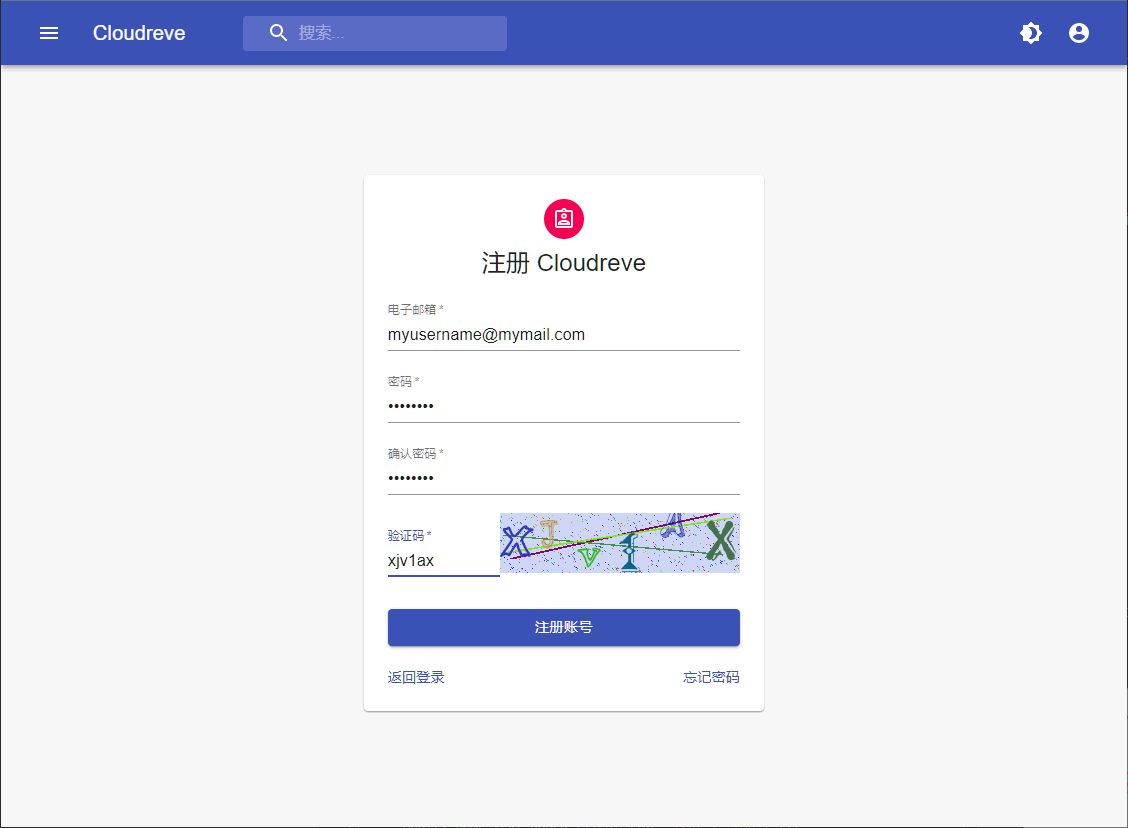 Cloudreve
搜索...
注册 Cloudreve
电子邮箱 *
myusername@mymail.com
密码 *
••••••••
确认密码 *
••••••••
验证码 *
xjv1ax
XJv1AX
注册账号
返回登录
忘记密码